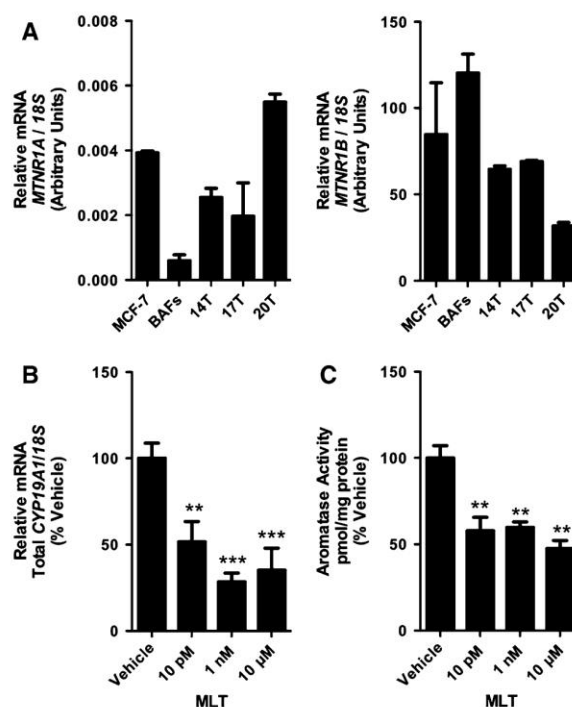 A
Relative mRNA
MTNR1A / 18S
(Arbitrary Units)
0.008
0.006
0.004
0.002
0.000
MCF-7
BAFs
14T
17T
20T
Relative mRNA
MTNR1B / 18S
(Arbitrary Units)
150
100
50
0
MCF-7
BAFs
14T
17T
20T
B
Relative mRNA
Total CYP19A1/18S
(% Vehicle)
150
100
50
0
**
***
***
Vehicle
10 pM
1 nM
10 µM
MLT
C
Aromatase Activity
pmol/mg protein
(% Vehicle)
150
100
50
0
**
**
**
Vehicle
10 pM
1 nM
10 µM
MLT